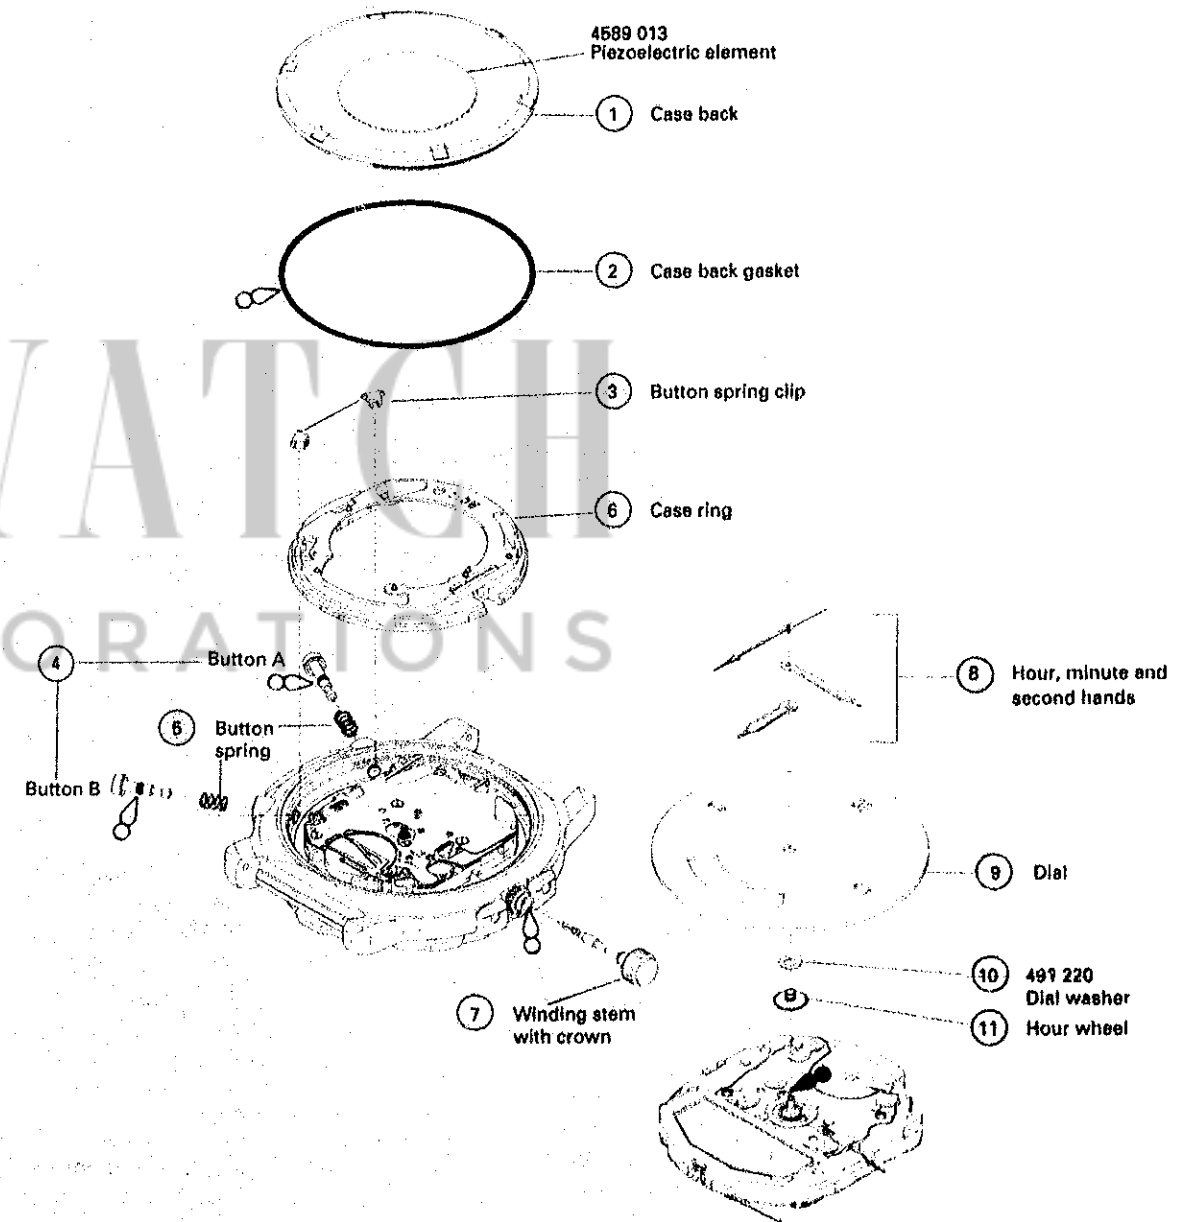 4589 013
Piezoelectric element
1 Case back
2 Case back gasket
3 Button spring clip
6 Case ring
WATCH
ORATIONS
4 Button A
5 Button
spring
Button B
8 Hour, minute and
second hands
9 Dial
10 491 220
Dial washer
11 Hour wheel
7 Winding stem
with crown